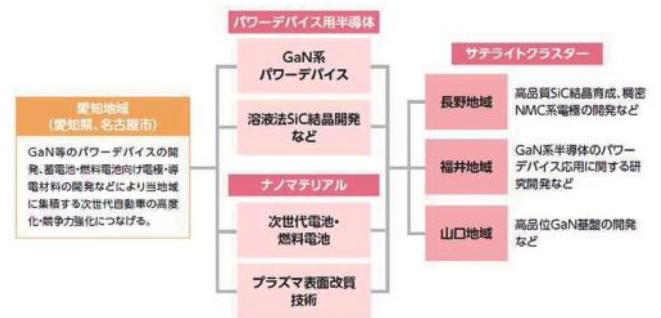 愛知地域
(愛知県、名古屋市)
GaN等のパワーデバイスの開
発、蓄電池・燃料電池向け電極・導
電材料の開発などにより当地域
に集積する次世代自動車の高度
化・競争力強化につなげる。
パワーデバイス用半導体
GaN系
パワーデバイス
溶液法SiC結晶開発
など
ナノマテリアル
次世代電池・
燃料電池
プラズマ表面改質
技術
サテライトクラスター
長野地域
高品質SiC結晶育成、稠密
NMC系電極の開発など
福井地域
GaN系半導体のパワー
デバイス応用に関する研
究開発など
山口地域
高品位GaN基盤の開発
など